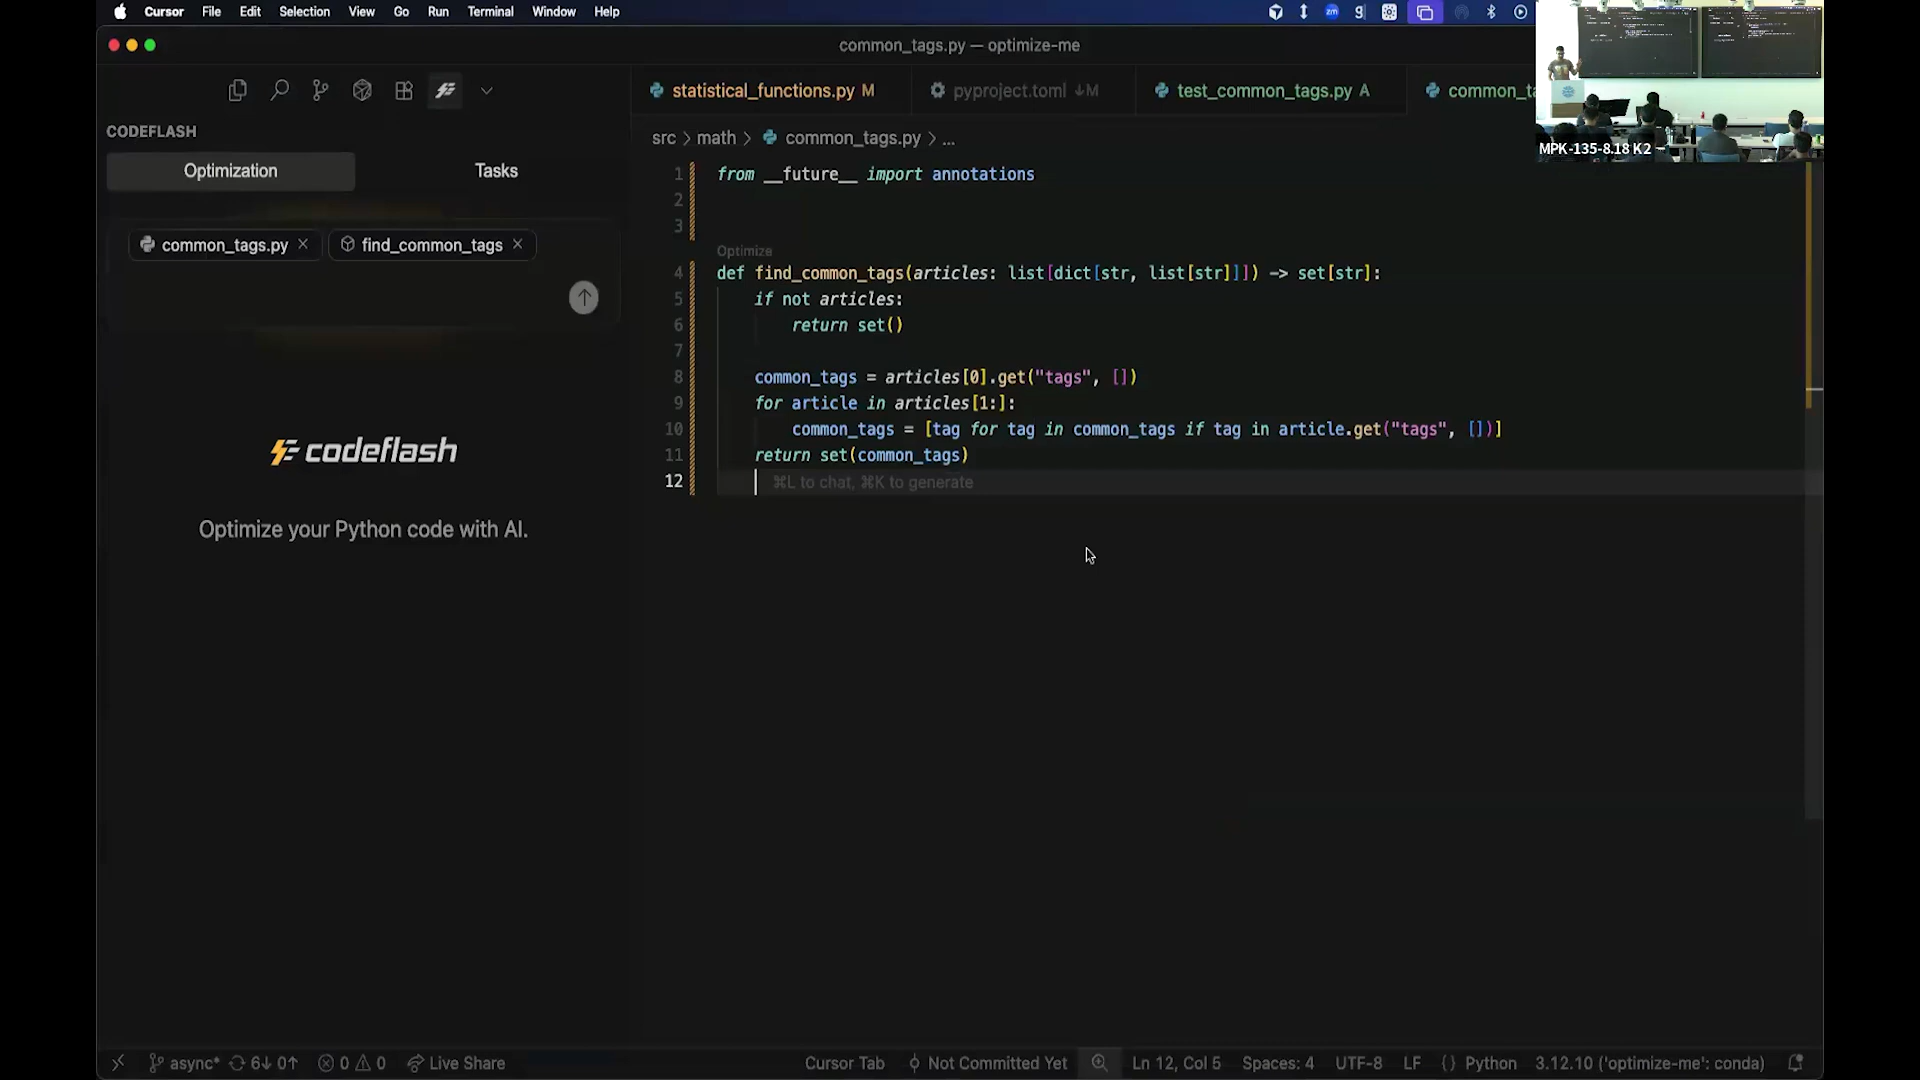 Cursor File Edit Selection View Go Run Terminal Window Help
zm g
common_tags.py — optimize-me
statistical_functions.py M pyproject.toml ↓M test_common_tags.py A common_ta
CODEFLASH
src > math > common_tags.py > ...
Optimization Tasks
common_tags.py × find_common_tags ×
codeflash
Optimize your Python code with AI.
1 from __future__ import annotations
2
3
Optimize
4 def find_common_tags(articles: list[dict[str, list[str]]]) -> set[str]:
5 if not articles:
6 return set()
7
8 common_tags = articles[0].get("tags", [])
9 for article in articles[1:]:
10 common_tags = [tag for tag in common_tags if tag in article.get("tags", [])]
11 return set(common_tags)
12 ⌘L to chat, ⌘K to generate
MPK-135-8.18 K2
async* 6↓ 0↑ 0 0 Live Share Cursor Tab Not Committed Yet Ln 12, Col 5 Spaces: 4 UTF-8 LF {} Python 3.12.10 ('optimize-me': conda)